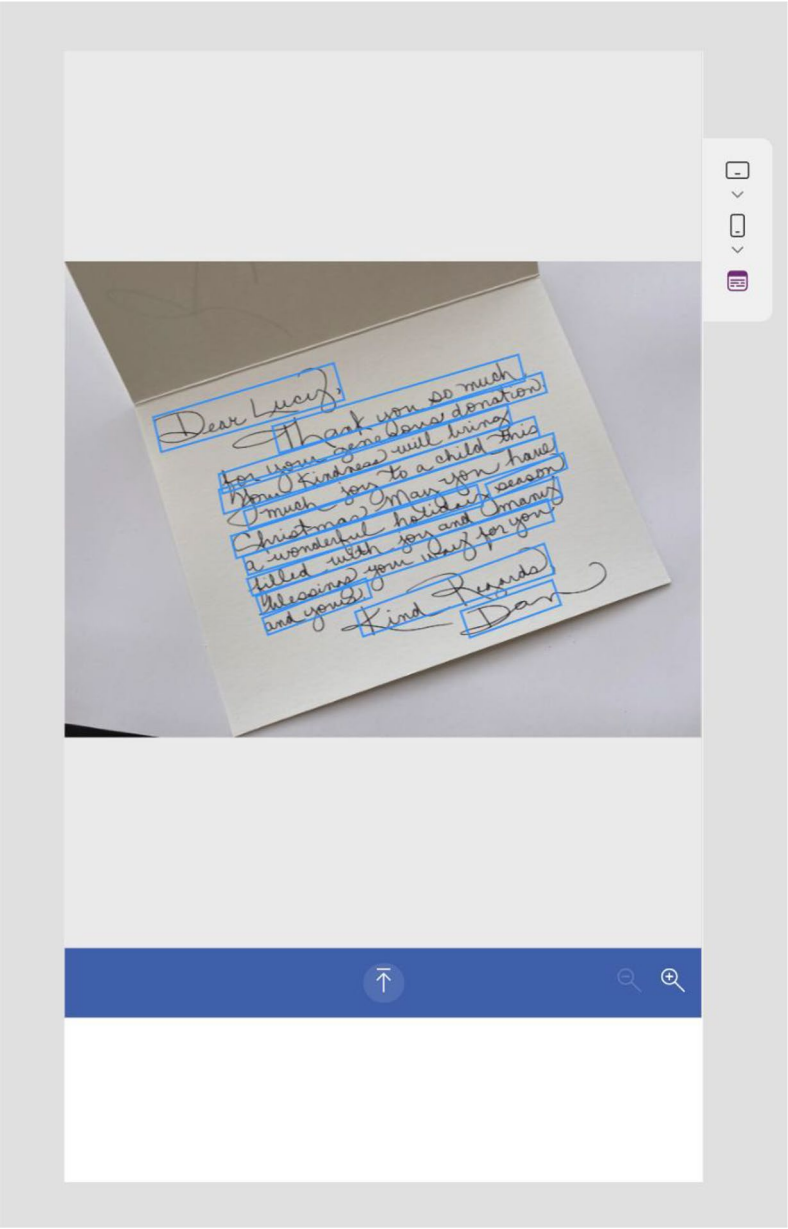 Dear Lucy,
Thank you so much
for your generous donation.
Your kindness will bring
much joy to a child this
Christmas. May you have
a wonderful holiday season
filled with joy and many
blessings your way for you
and yours.
Kind Regards,
Dan